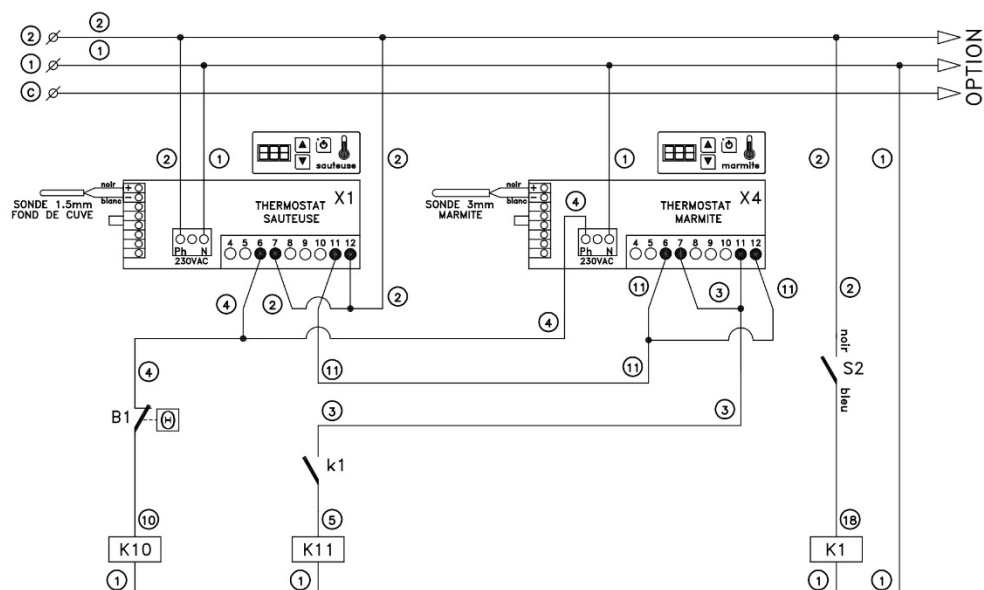 2
2
1
1
C
OPTION
2
1
2
1
2
1
sauteuse
marmite
noir
+
blanc
-
SONDE 1.5mm
FOND DE CUVE
THERMOSTAT
SAUTEUSE
X1
Ph N
230VAC
4 5 6 7 8 9 10 11 12
noir
+
blanc
-
SONDE 3mm
MARMITE
4
THERMOSTAT
MARMITE
X4
Ph N
230VAC
4 5 6 7 8 9 10 11 12
4
2
2
11
3
11
2
4
noir
S2
bleu
4
11
11
B1
Θ
3
3
k1
10
5
18
K10
K11
K1
1
1
1
1